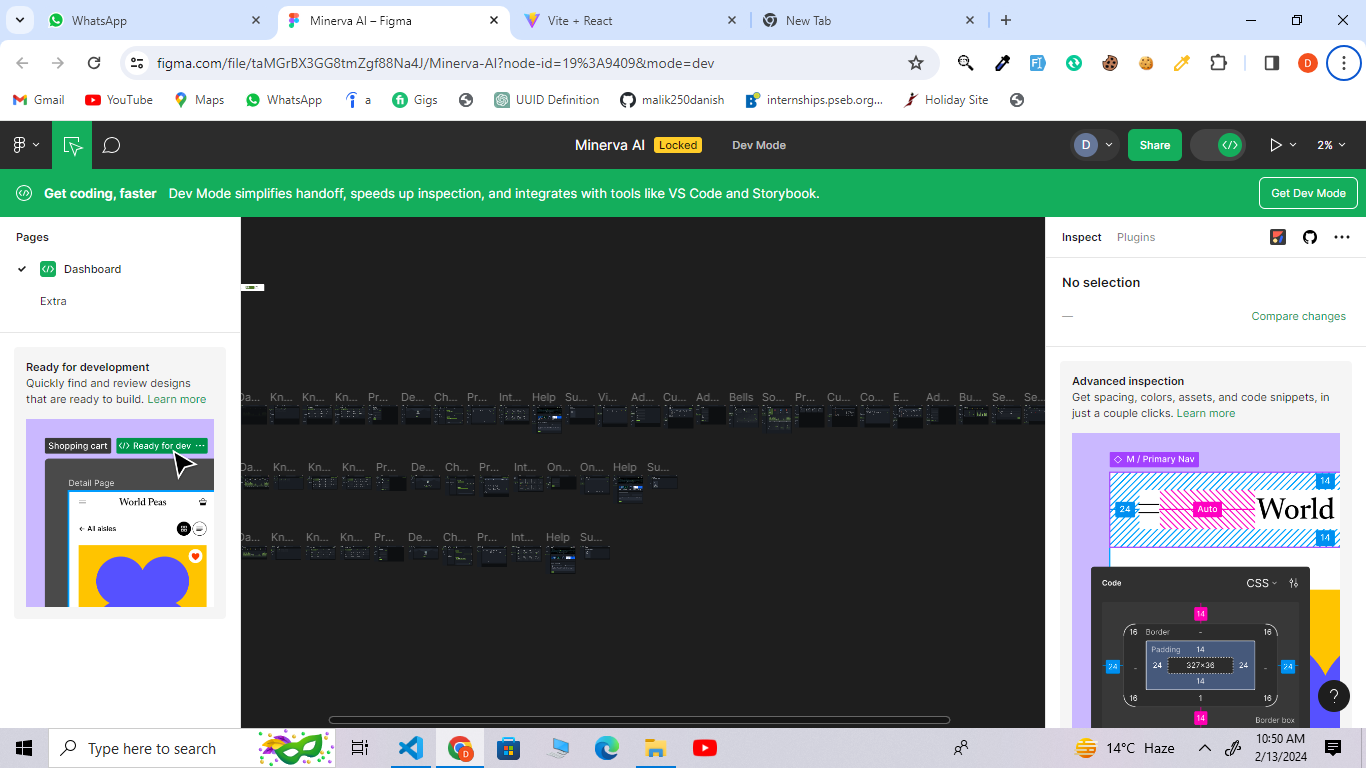 WhatsApp
Minerva AI – Figma
Vite + React
New Tab
figma.com/file/taMGrBX3GG8tmZgf88Na4J/Minerva-AI?node-id=19%3A9409&mode=dev
D
Gmail
YouTube
Maps
WhatsApp
a
Gigs
UUID Definition
malik250danish
internships.pseb.org...
Holiday Site
Minerva AI
Locked
Dev Mode
D
Share
2%
Get coding, faster Dev Mode simplifies handoff, speeds up inspection, and integrates with tools like VS Code and Storybook.
Get Dev Mode
Pages
Dashboard
Extra
Ready for development
Quickly find and review designs
that are ready to build. Learn more
Shopping cart
Ready for dev
Detail Page
World Peas
All aisles
Da... Kn... Kn... Kn... Pr... De... Ch... Pr... Int... Help Su... Vi... Ad... Cu... Ad... Bells So... Pr... Cu... Co... E... Ad... Bu... Se... Se...
Da... Kn... Kn... Kn... Pr... De... Ch... Pr... Int... On... On... Help Su...
Da... Kn... Kn... Kn... Pr... De... Ch... Pr... Int... Help Su...
Inspect
Plugins
No selection
—
Compare changes
Advanced inspection
Get spacing, colors, assets, and code snippets, in
just a couple clicks. Learn more
M / Primary Nav
14
24
Auto
World
14
Code
CSS
14
16 Border - 16
Padding 14
24 - 24 327×36 24 - 24
14
16 1 16
14
Border box
?
Type here to search
14°C Haze
10:50 AM
2/13/2024